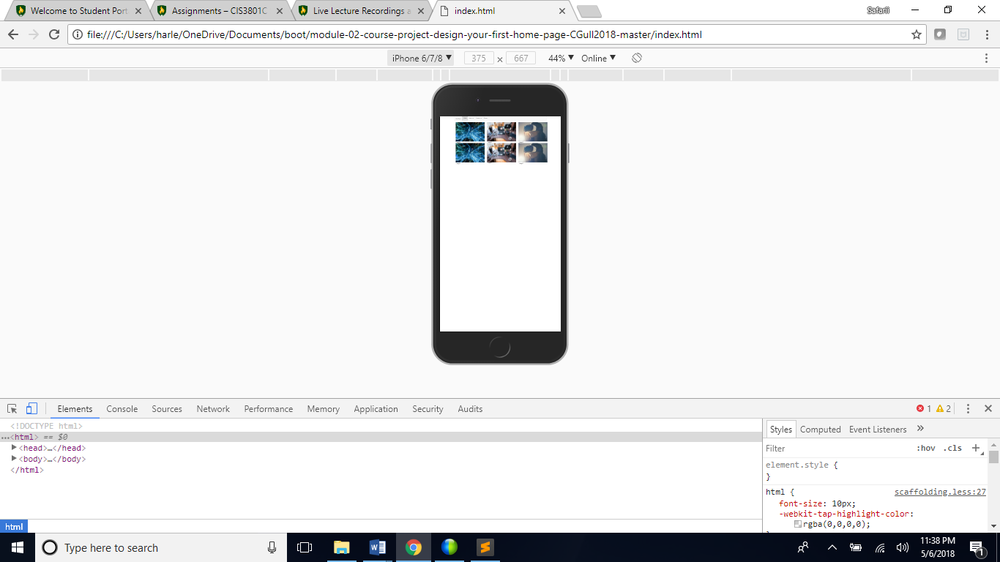 Welcome to Student Port
Assignments – CIS3801C
Live Lecture Recordings a
index.html
Safarii
file:///C:/Users/harle/OneDrive/Documents/boot/module-02-course-project-design-your-first-home-page-CGull2018-master/index.html
iPhone 6/7/8 ▼ 375 × 667 44% ▼ Online ▼
Elements Console Sources Network Performance Memory Application Security Audits 1 2
<!DOCTYPE html>
…<html> == $0
▶<head>…</head>
▶<body>…</body>
</html>
html
Styles Computed Event Listeners »
Filter :hov .cls +
element.style {
}
html { scaffolding.less:27
font-size: 10px;
-webkit-tap-highlight-color:
rgba(0,0,0,0);
Type here to search
11:38 PM
5/6/2018
1